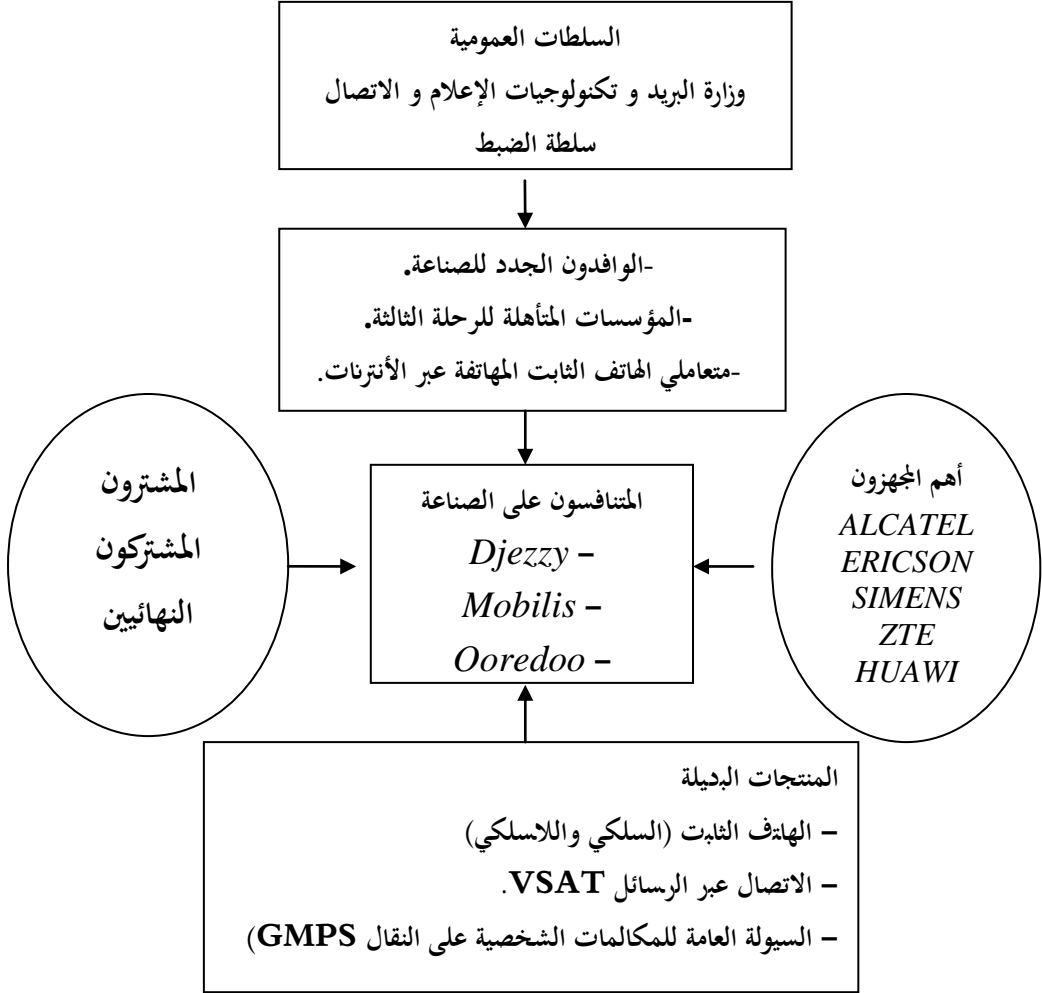 السلطات العمومية
وزارة البريد و تكنولوجيات الإعلام و الاتصال
سلطة الضبط
-الوافدون الجدد للصناعة.
-المؤسسات المتأهلة للرحلة الثالثة.
-متعاملي الهاتف الثابت المهاتفة عبر الأنترنات.
المشترون
المشتركون
النهائيين
المتنافسون على الصناعة
Djezzy –
Mobilis –
Ooredoo –
أهم المجهزون
ALCATEL
ERICSON
SIMENS
ZTE
HUAWI
المنتجات البديلة
– الهاتف الثابت (السلكي واللاسلكي)
– الاتصال عبر الرسائل VSAT.
– السيولة العامة للمكالمات الشخصية على النقال GMPS)